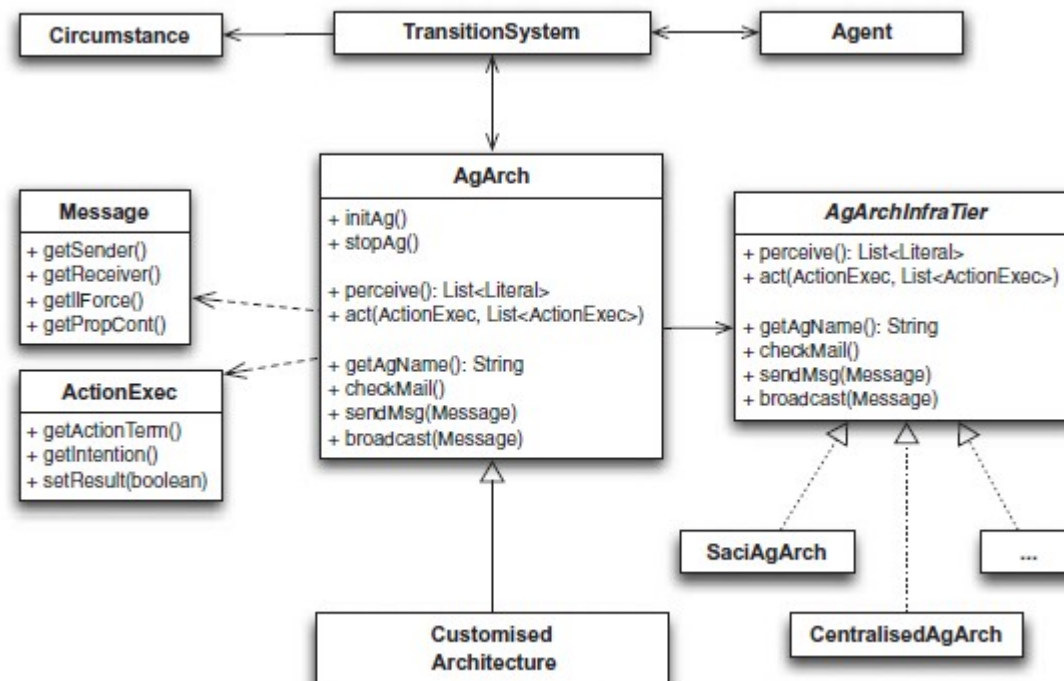 Circumstance
TransitionSystem
Agent
AgArch
+ initAg()
+ stopAg()
+ perceive(): List<Literal>
+ act(ActionExec, List<ActionExec>)
+ getAgName(): String
+ checkMail()
+ sendMsg(Message)
+ broadcast(Message)
Message
+ getSender()
+ getReceiver()
+ getIlForce()
+ getPropCont()
ActionExec
+ getActionTerm()
+ getIntention()
+ setResult(boolean)
AgArchInfraTier
+ perceive(): List<Literal>
+ act(ActionExec, List<ActionExec>)
+ getAgName(): String
+ checkMail()
+ sendMsg(Message)
+ broadcast(Message)
SaciAgArch
...
CentralisedAgArch
Customised
Architecture